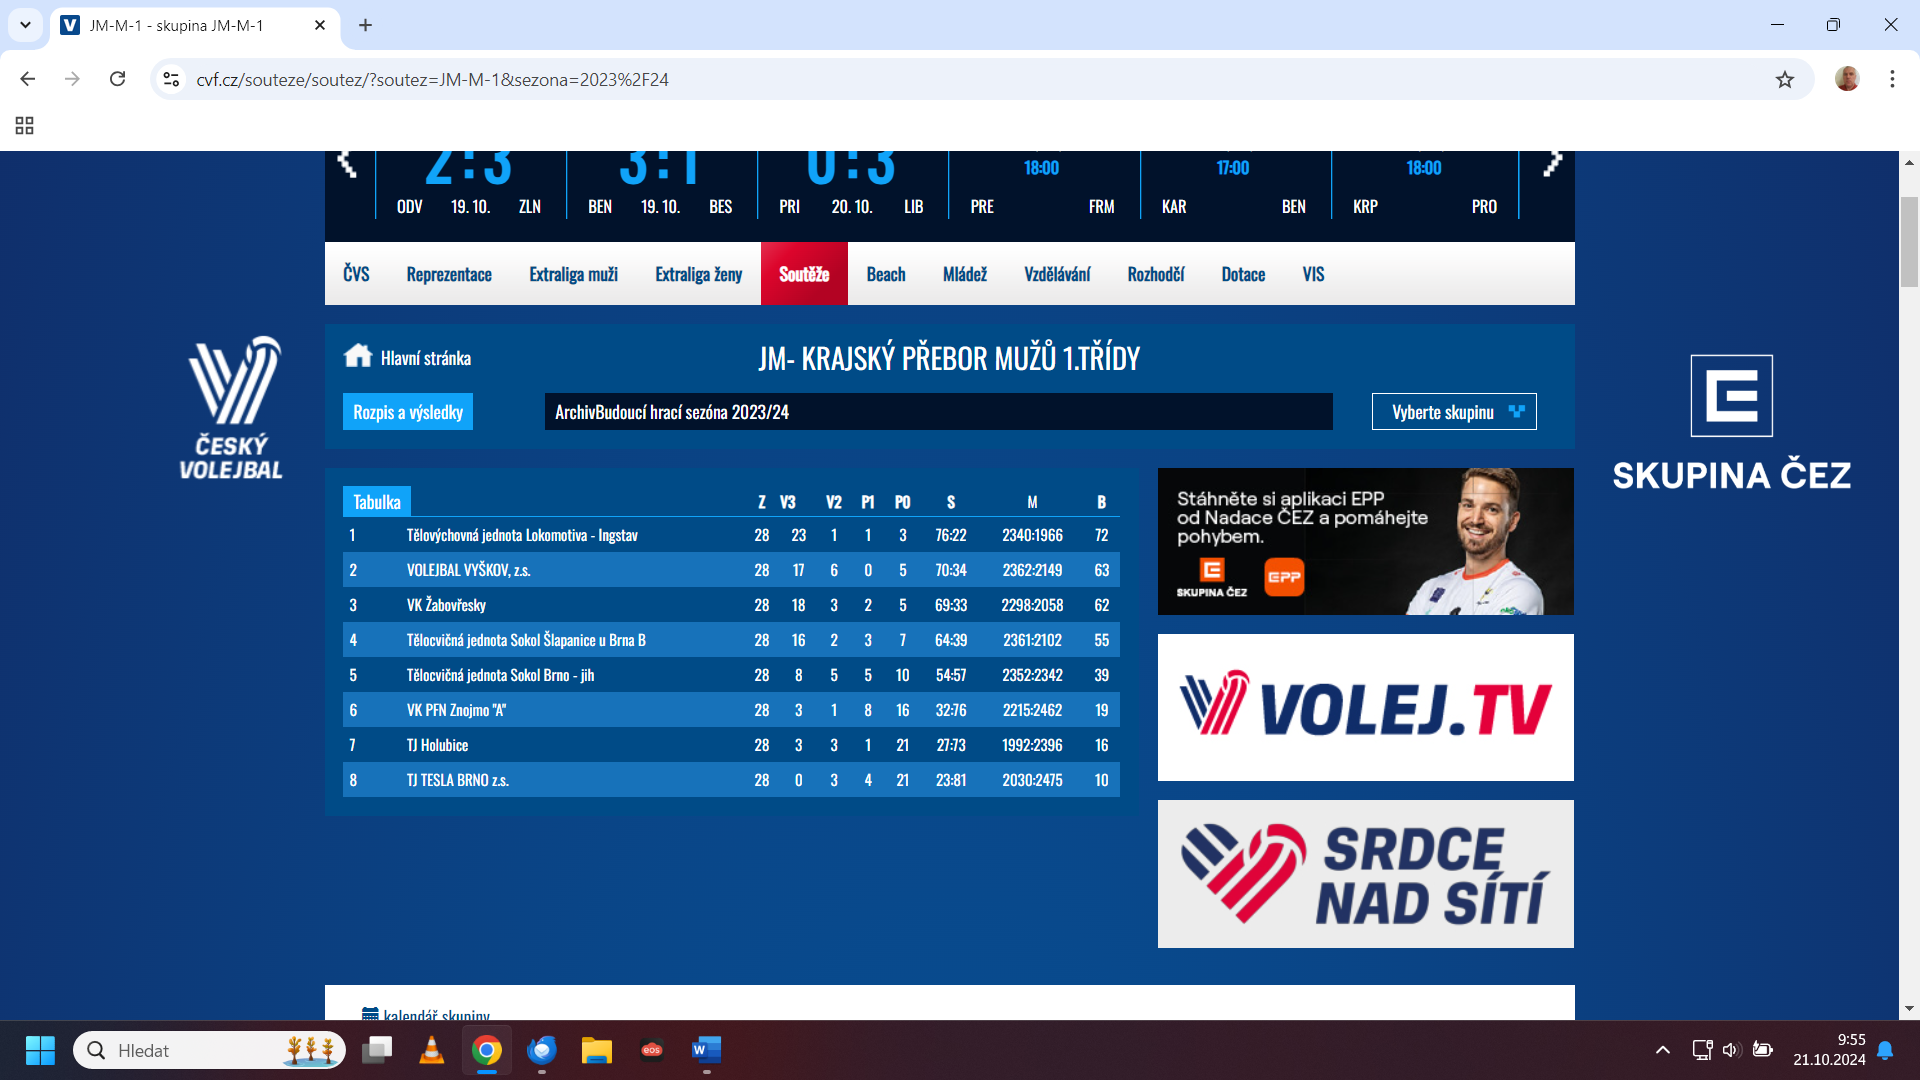 JM-M-1 - skupina JM-M-1
cvf.cz/souteze/soutez/?soutez=JM-M-1&sezona=2023%2F24
2:3 3:1 0:3 18:00 17:00 18:00
ODV 19. 10. ZLN BEN 19. 10. BES PRI 20. 10. LIB PRE FRM KAR BEN KRP PRO
ČVS Reprezentace Extraliga muži Extraliga ženy Soutěže Beach Mládež Vzdělávání Rozhodčí Dotace VIS
Hlavní stránka
JM- KRAJSKÝ PŘEBOR MUŽŮ 1.TŘÍDY
Rozpis a výsledky
ArchivBudoucí hrací sezóna 2023/24
Vyberte skupinu
ČESKÝ
VOLEJBAL
SKUPINA ČEZ
Tabulka Z V3 V2 P1 P0 S M B
1 Tělovýchovná jednota Lokomotiva - Ingstav 28 23 1 1 3 76:22 2340:1966 72
2 VOLEJBAL VYŠKOV, z.s. 28 17 6 0 5 70:34 2362:2149 63
3 VK Žabovřesky 28 18 3 2 5 69:33 2298:2058 62
4 Tělocvičná jednota Sokol Šlapanice u Brna B 28 16 2 3 7 64:39 2361:2102 55
5 Tělocvičná jednota Sokol Brno - jih 28 8 5 5 10 54:57 2352:2342 39
6 VK PFN Znojmo "A" 28 3 1 8 16 32:76 2215:2462 19
7 TJ Holubice 28 3 3 1 21 27:73 1992:2396 16
8 TJ TESLA BRNO z.s. 28 0 3 4 21 23:81 2030:2475 10
Stáhněte si aplikaci EPP
od Nadace ČEZ a pomáhejte
pohybem.
EPP
SKUPINA ČEZ
VOLEJ.TV
SRDCE
NAD SÍTÍ
kalendář skupiny
Hledat
eos
W
9:55
21.10.2024